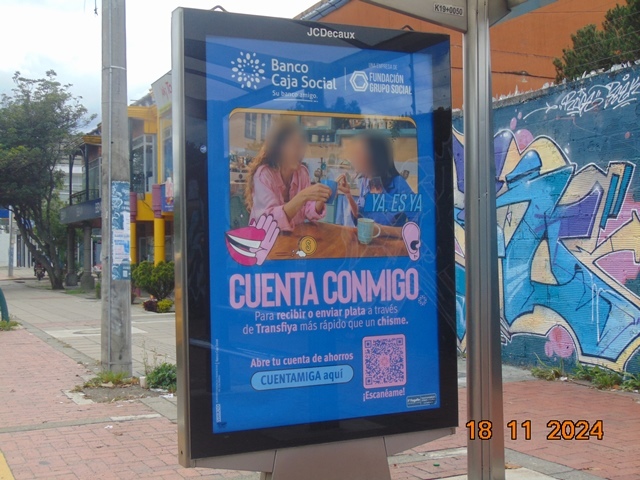 K19+0050
JCDecaux
Banco
Caja Social
Su banco amigo.
UNA EMPRESA DE
FUNDACIÓN
GRUPO SOCIAL
YA. ES YA
CUENTA CONMIGO
Para recibir o enviar plata a través
de Transfiya más rápido que un chisme.
Abre tu cuenta de ahorros
CUENTAMIGA aquí
¡Escanéame!
18 11 2024